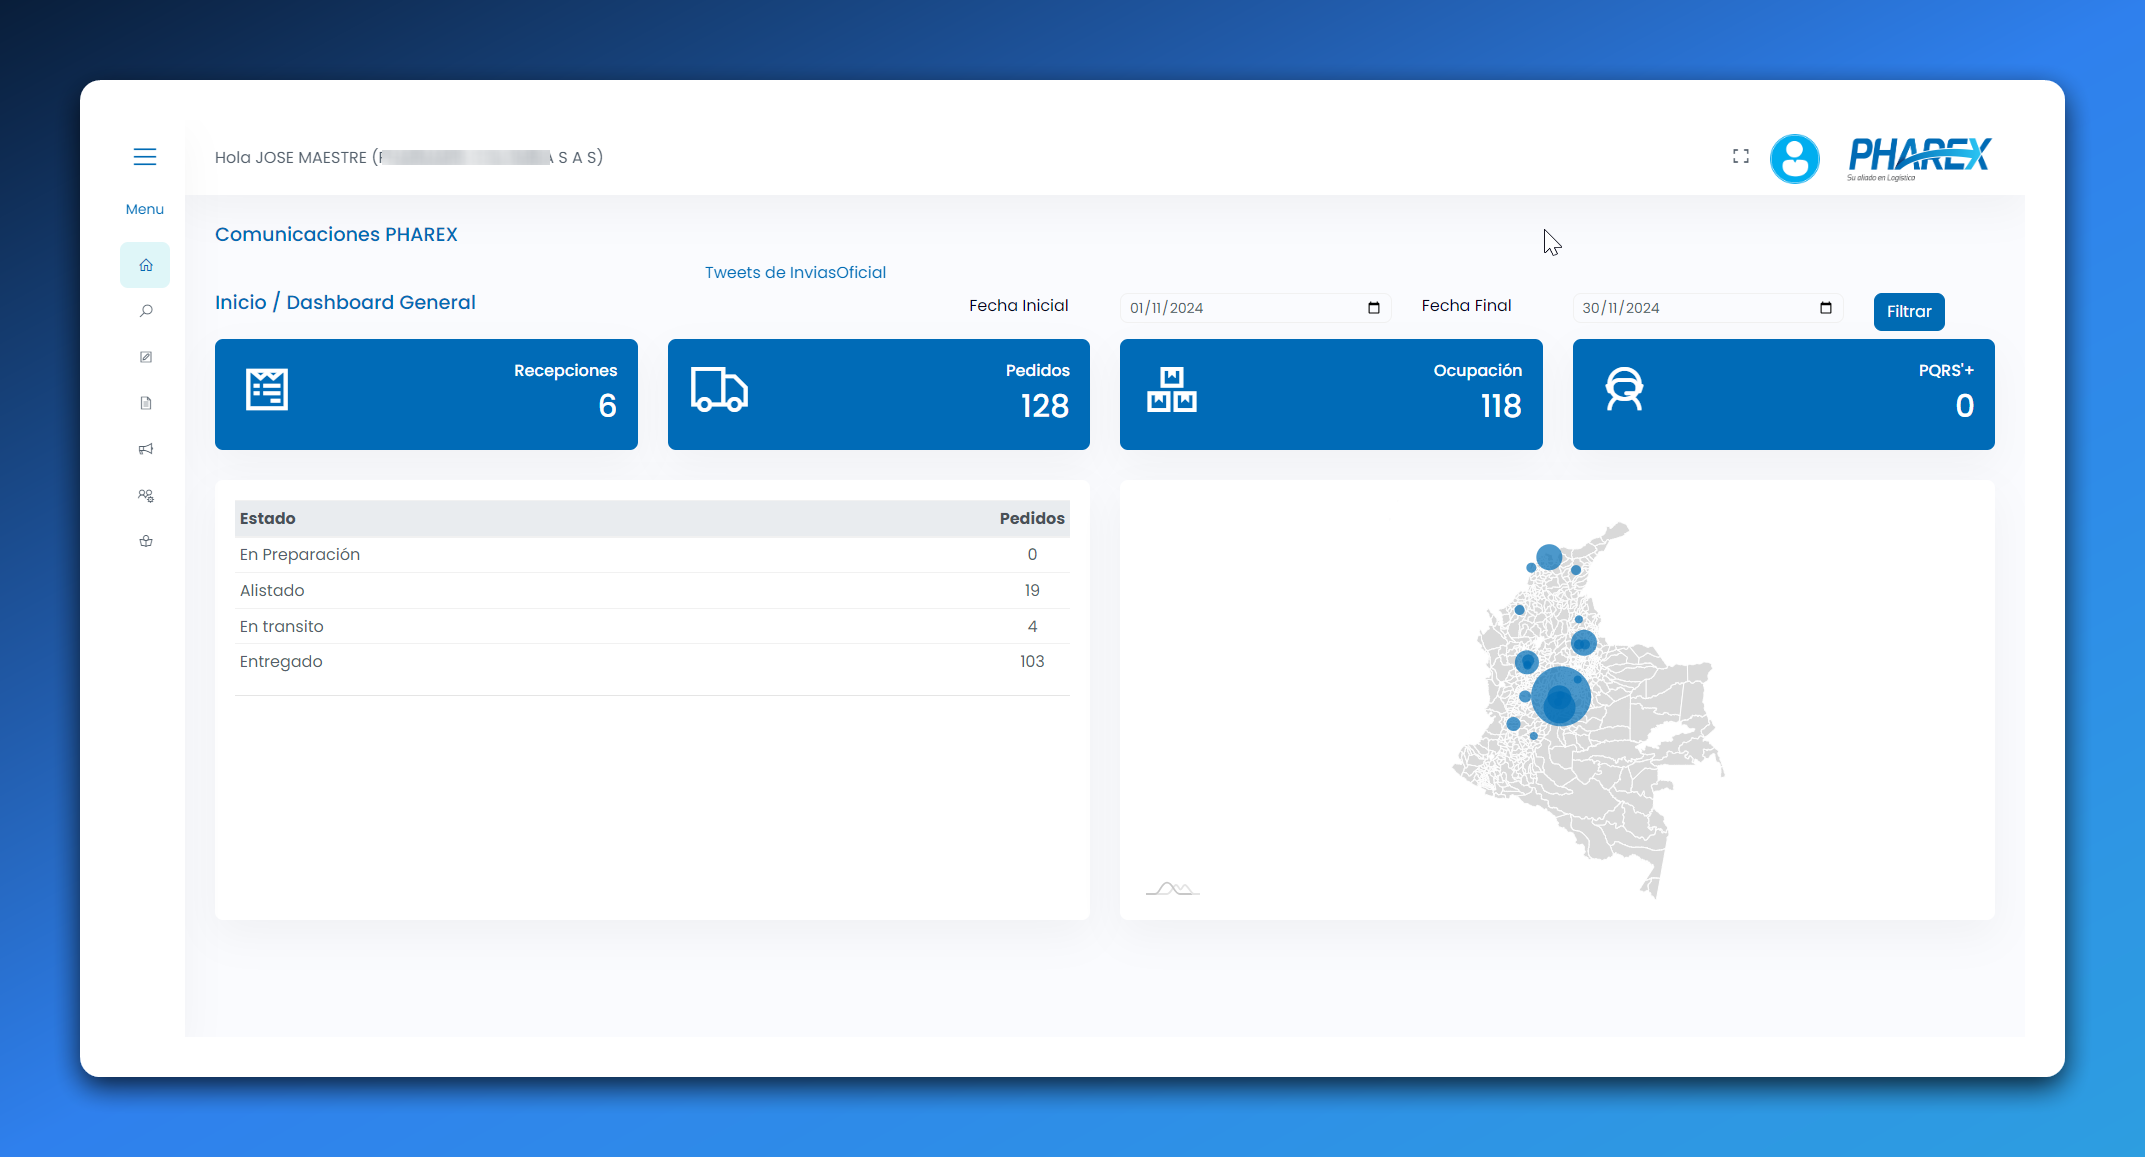 Hola JOSE MAESTRE ( S A S)
PHAREX
Su aliado en Logística
Menu
Comunicaciones PHAREX
Tweets de InviasOficial
Inicio / Dashboard General
Fecha Inicial
01/11/2024
Fecha Final
30/11/2024
Filtrar
Recepciones
6
Pedidos
128
Ocupación
118
PQRS'+
0
Estado Pedidos
En Preparación 0
Alistado 19
En transito 4
Entregado 103